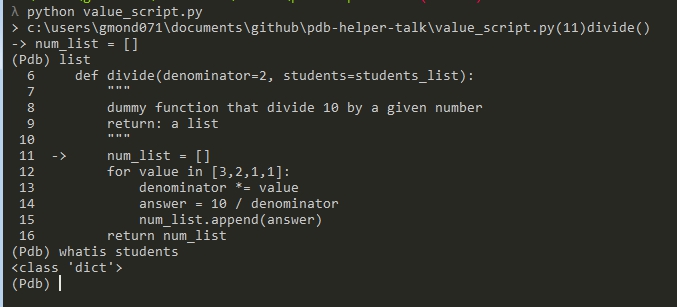 λ python value_script.py
> c:\users\gmond071\documents\github\pdb-helper-talk\value_script.py(11)divide()
-> num_list = []
(Pdb) list
  6     def divide(denominator=2, students=students_list):
  7         """
  8         dummy function that divide 10 by a given number
  9         return: a list
 10         """
 11  ->     num_list = []
 12         for value in [3,2,1,1]:
 13             denominator *= value
 14             answer = 10 / denominator
 15             num_list.append(answer)
 16         return num_list
(Pdb) whatis students
<class 'dict'>
(Pdb)